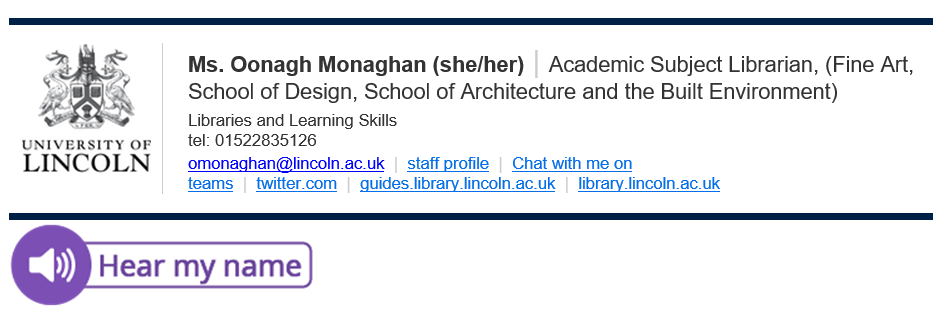 UNIVERSITY OF
LINCOLN
Ms. Oonagh Monaghan (she/her) | Academic Subject Librarian, (Fine Art,
School of Design, School of Architecture and the Built Environment)
Libraries and Learning Skills
tel: 01522835126
omonaghan@lincoln.ac.uk | staff profile | Chat with me on
teams | twitter.com | guides.library.lincoln.ac.uk | library.lincoln.ac.uk
Hear my name